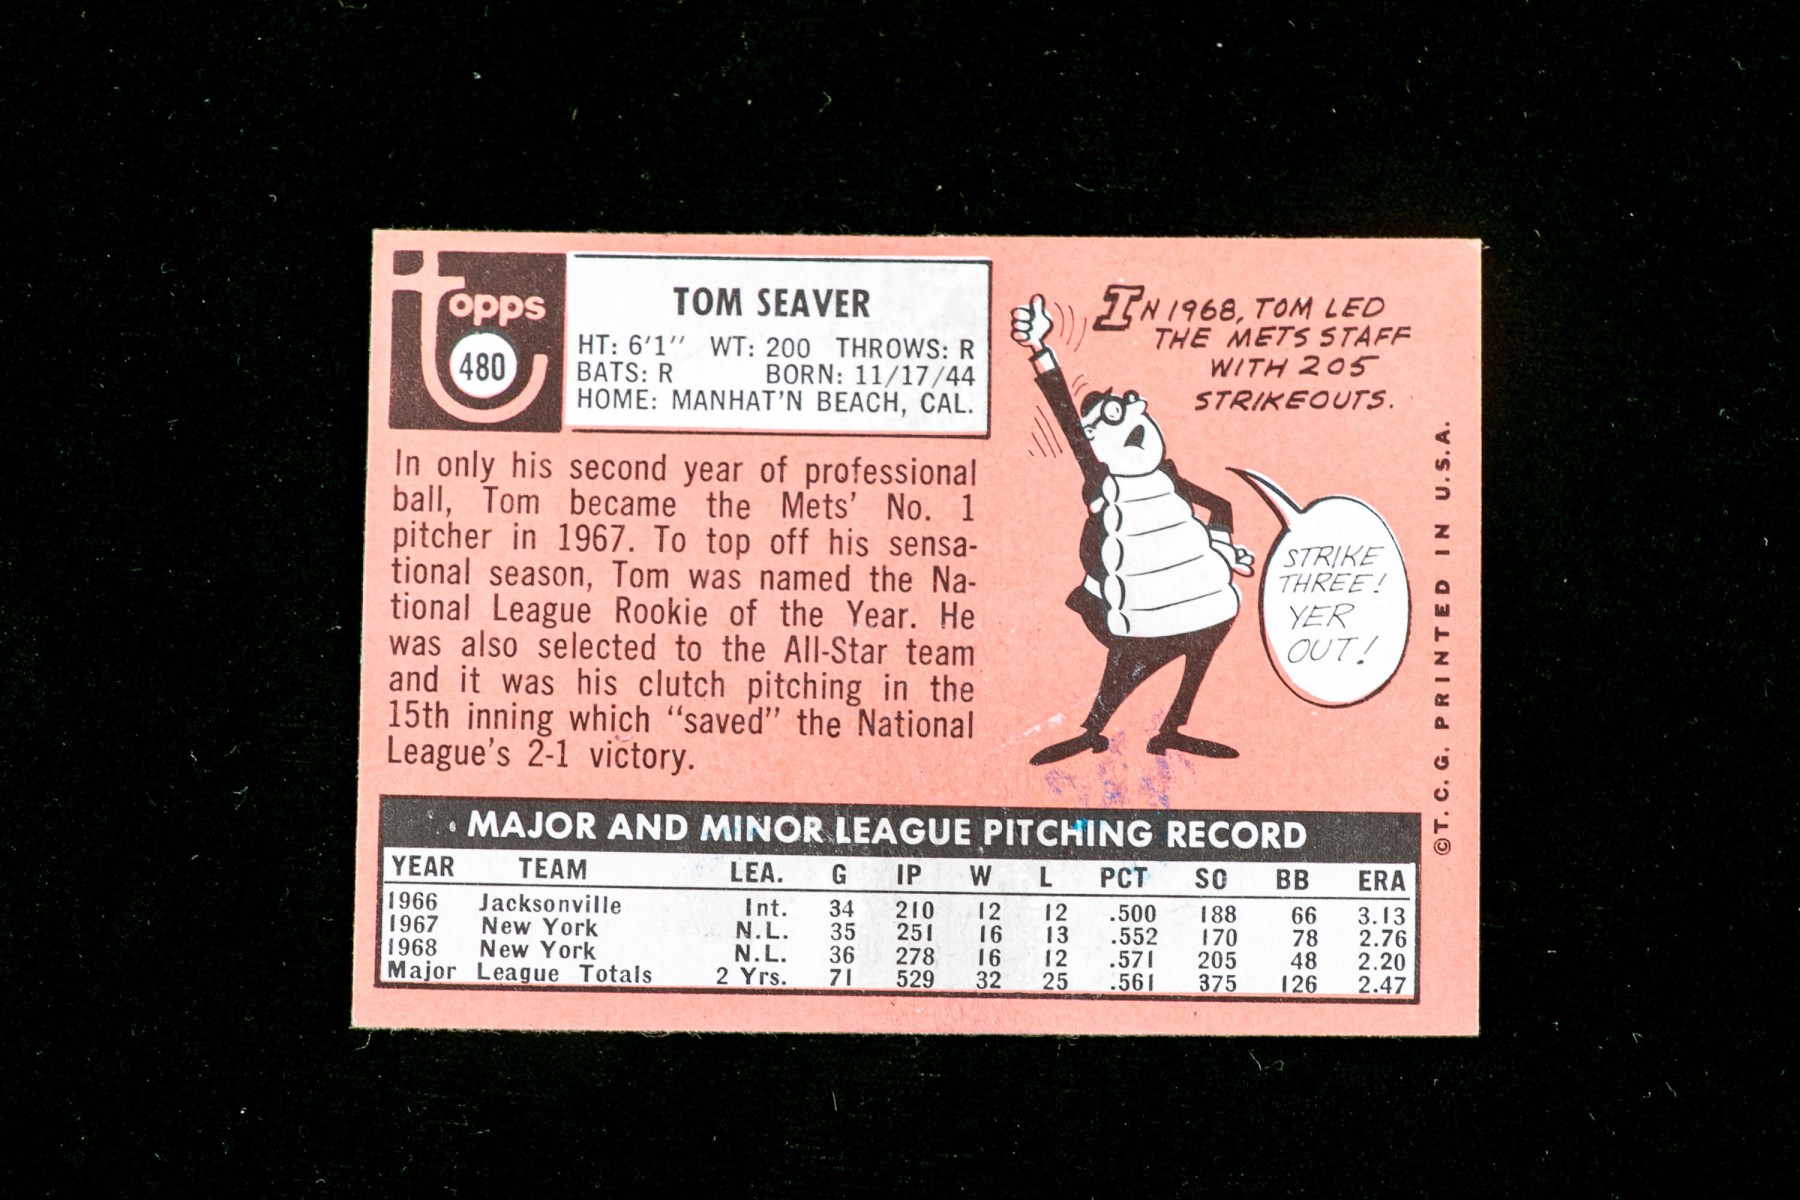 topps
480
TOM SEAVER
HT: 6'1" WT: 200 THROWS: R
BATS: R BORN: 11/17/44
HOME: MANHAT'N BEACH, CAL.
In only his second year of professional
ball, Tom became the Mets' No. 1
pitcher in 1967. To top off his sensa-
tional season, Tom was named the Na-
tional League Rookie of the Year. He
was also selected to the All-Star team
and it was his clutch pitching in the
15th inning which "saved" the National
League's 2-1 victory.
IN 1968, TOM LED
THE METS STAFF
WITH 205
STRIKEOUTS.
STRIKE
THREE!
YER
OUT!
©T.C.G. PRINTED IN U.S.A.
MAJOR AND MINOR LEAGUE PITCHING RECORD
YEAR TEAM LEA. G IP W L PCT SO BB ERA
1966 Jacksonville Int. 34 210 12 12 .500 188 66 3.13
1967 New York N.L. 35 251 16 13 .552 170 78 2.76
1968 New York N.L. 36 278 16 12 .571 205 48 2.20
Major League Totals 2 Yrs. 71 529 32 25 .561 375 126 2.47